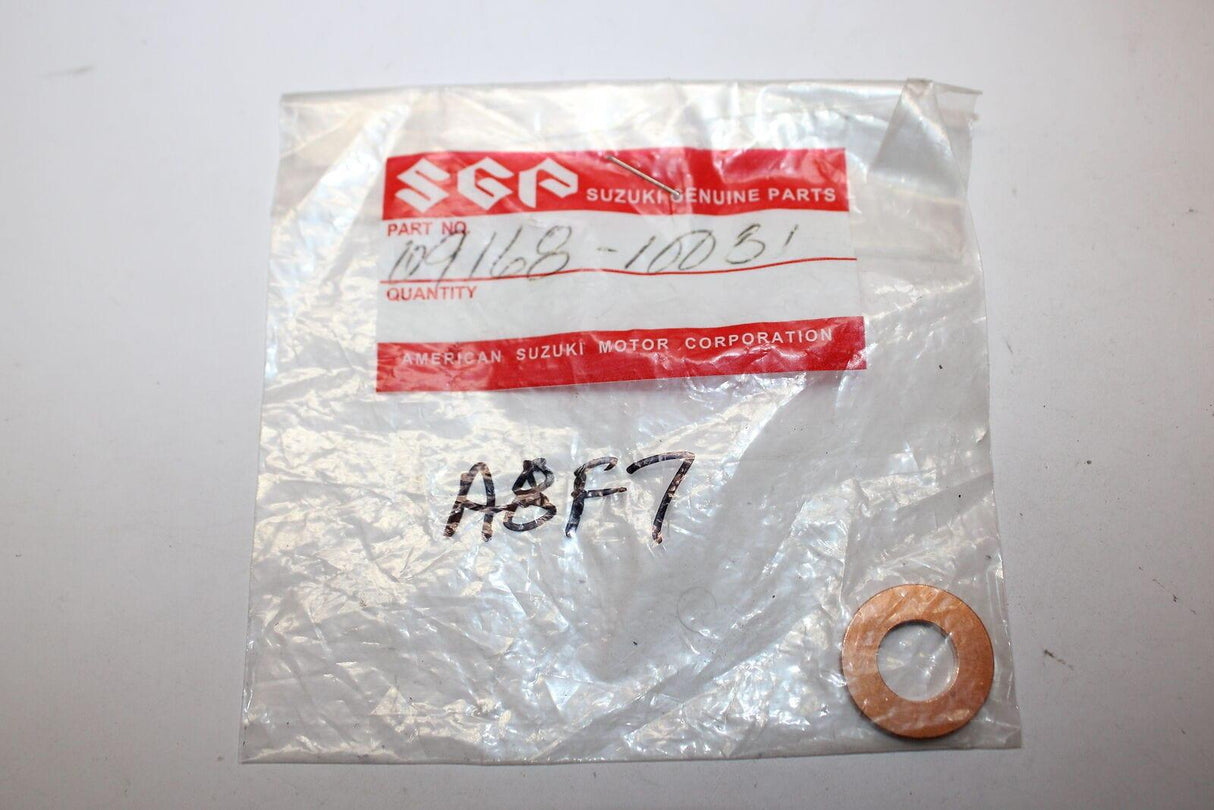 SGP SUZUKI GENUINE PARTS
PART NO. 09168-10031
QUANTITY
AMERICAN SUZUKI MOTOR CORPORATION
A8F7